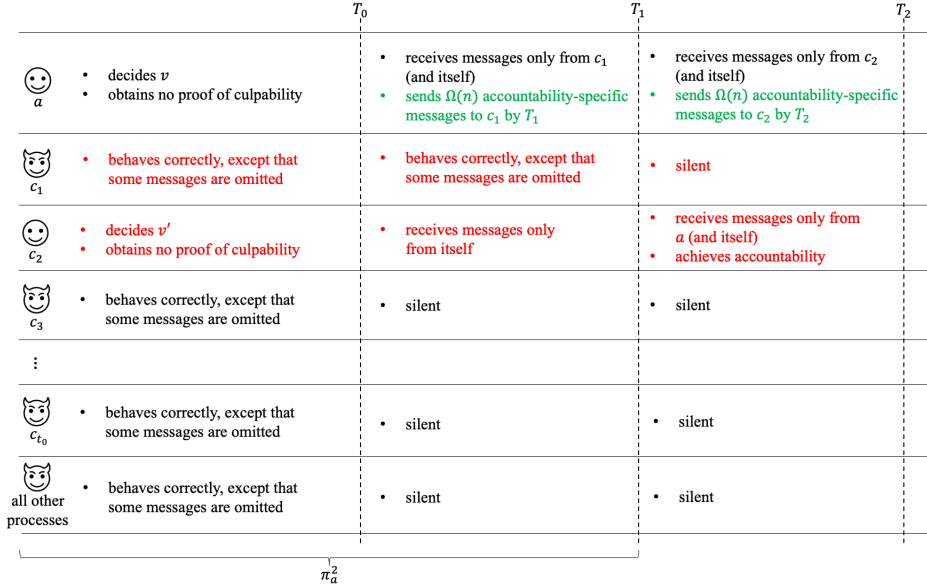 T₀ T₁ T₂
a
• decides v
• obtains no proof of culpability
• receives messages only from c₁
(and itself)
• sends Ω(n) accountability-specific
messages to c₁ by T₁
• receives messages only from c₂
(and itself)
• sends Ω(n) accountability-specific
messages to c₂ by T₂
c₁
• behaves correctly, except that
some messages are omitted
• behaves correctly, except that
some messages are omitted
• silent
c₂
• decides v′
• obtains no proof of culpability
• receives messages only
from itself
• receives messages only from
a (and itself)
• achieves accountability
c₃
• behaves correctly, except that
some messages are omitted
• silent
• silent
⋮
c_{t₀}
• behaves correctly, except that
some messages are omitted
• silent
• silent
all other
processes
• behaves correctly, except that
some messages are omitted
• silent
• silent
π_a^2